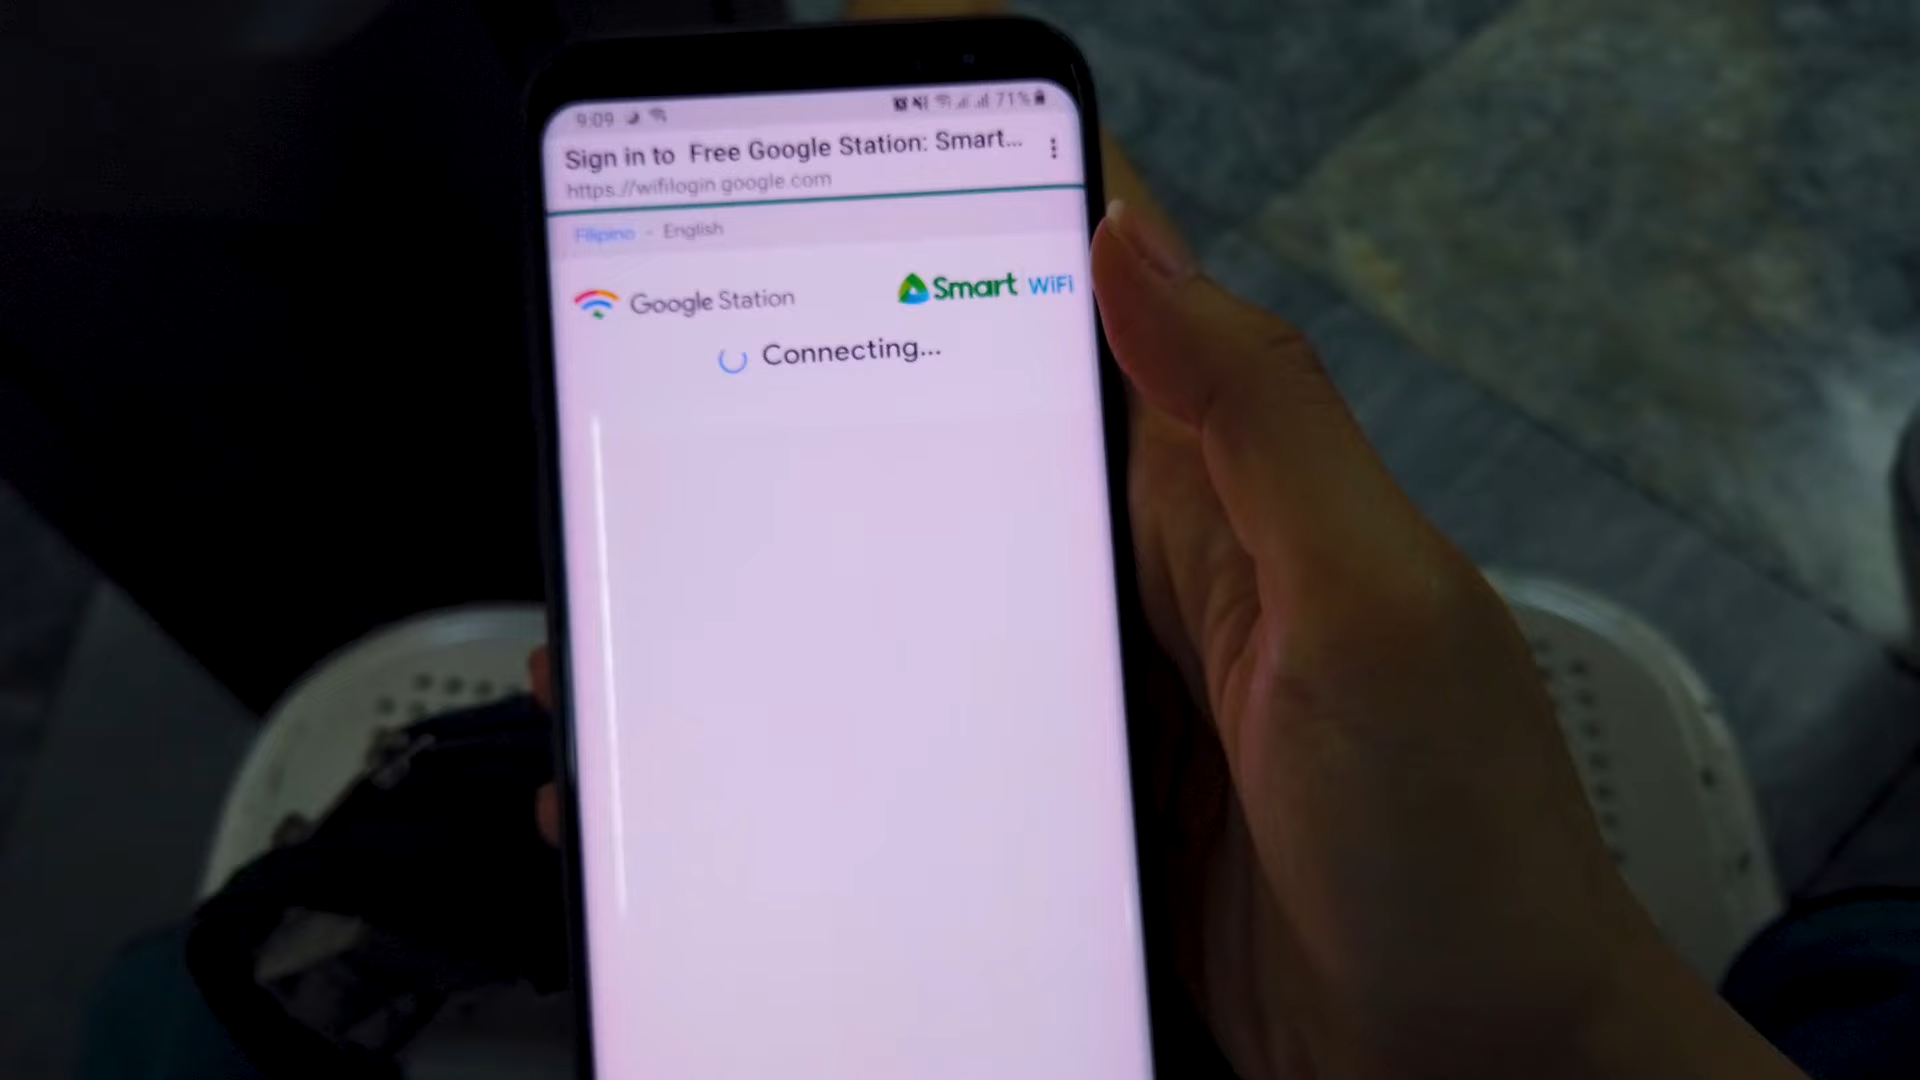 9:09 71%
Sign in to Free Google Station: Smart...
https://wifilogin.google.com
Filipino - English
Google Station
Smart WiFi
Connecting...